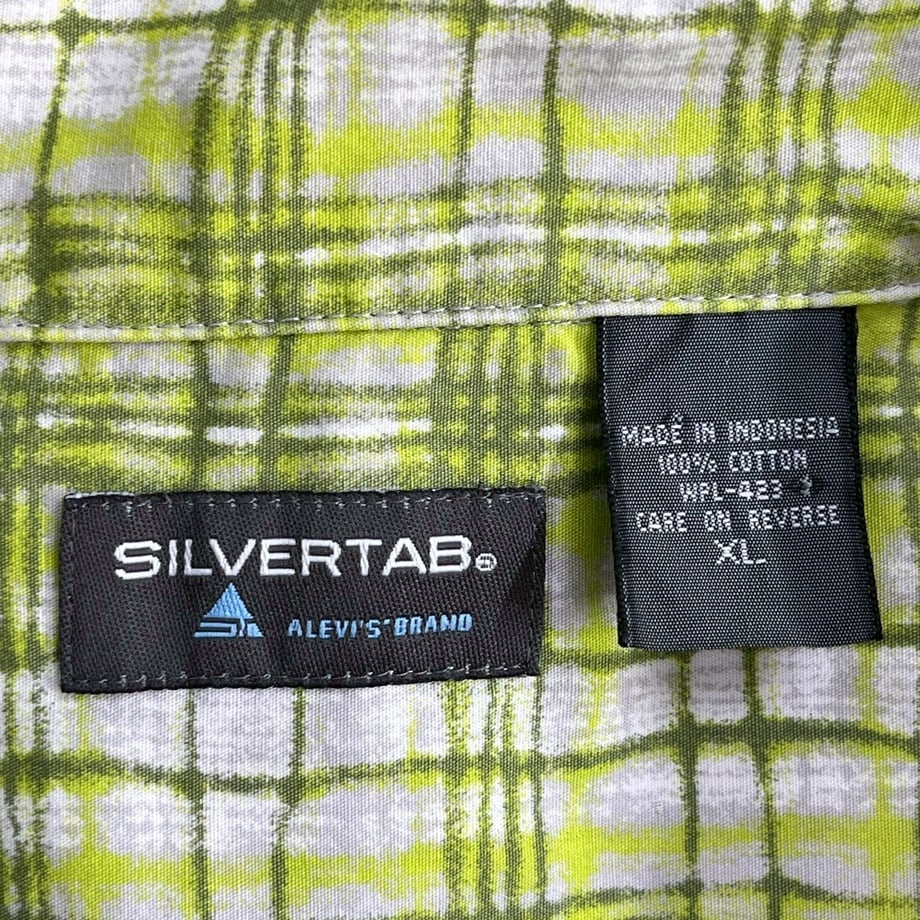 SILVERTAB®
A LEVI'S® BRAND
MADE IN INDONESIA
100% COTTON
WPL-423
CARE ON REVERSE
XL